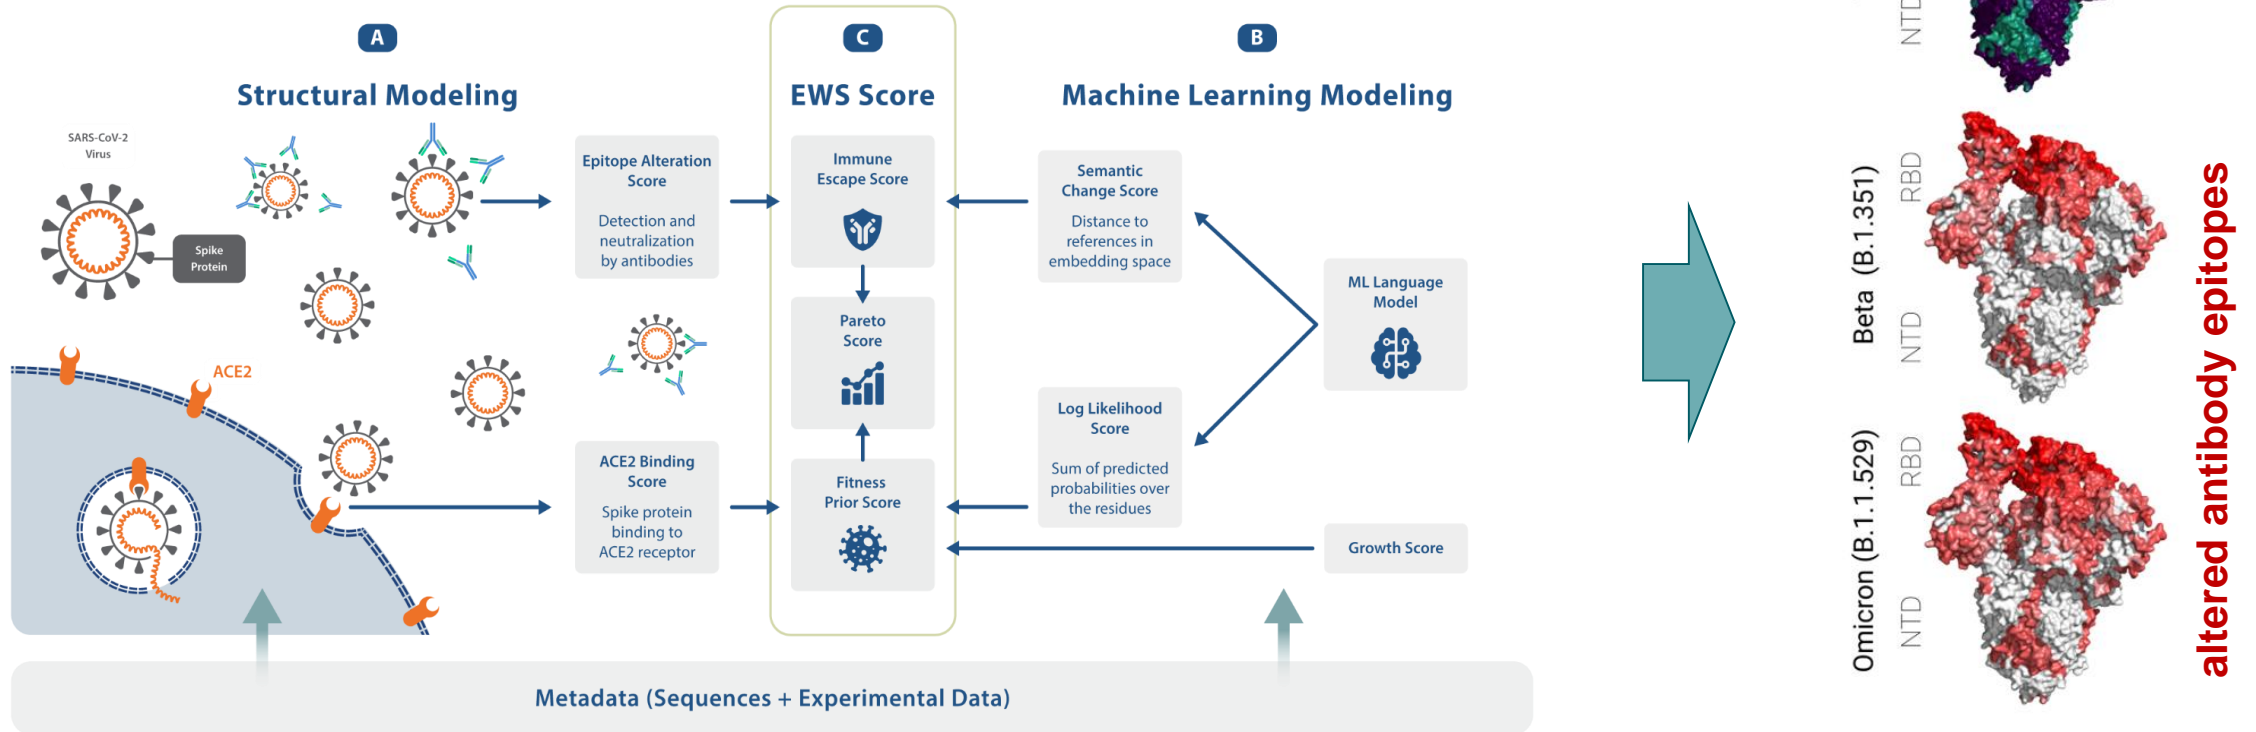 A
Structural Modeling
SARS-CoV-2
Virus
Spike
Protein
ACE2
Epitope Alteration
Score
Detection and
neutralization
by antibodies
ACE2 Binding
Score
Spike protein
binding to
ACE2 receptor
C
EWS Score
Immune
Escape Score
Pareto
Score
Fitness
Prior Score
B
Machine Learning Modeling
Semantic
Change Score
Distance to
references in
embedding space
ML Language
Model
Log Likelihood
Score
Sum of predicted
probabilities over
the residues
Growth Score
Metadata (Sequences + Experimental Data)
NTD
Beta (B.1.351)
RBD
NTD
Omicron (B.1.1.529)
RBD
NTD
altered antibody epitopes